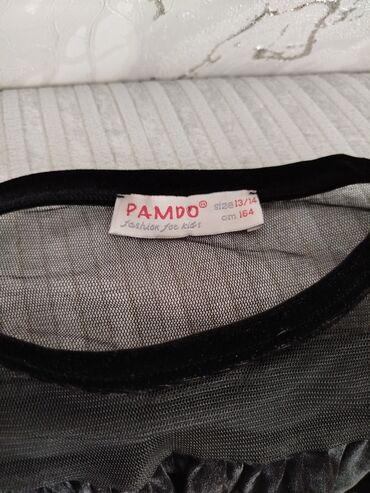 PAMDO® size 13/14
fashion for kids cm 164